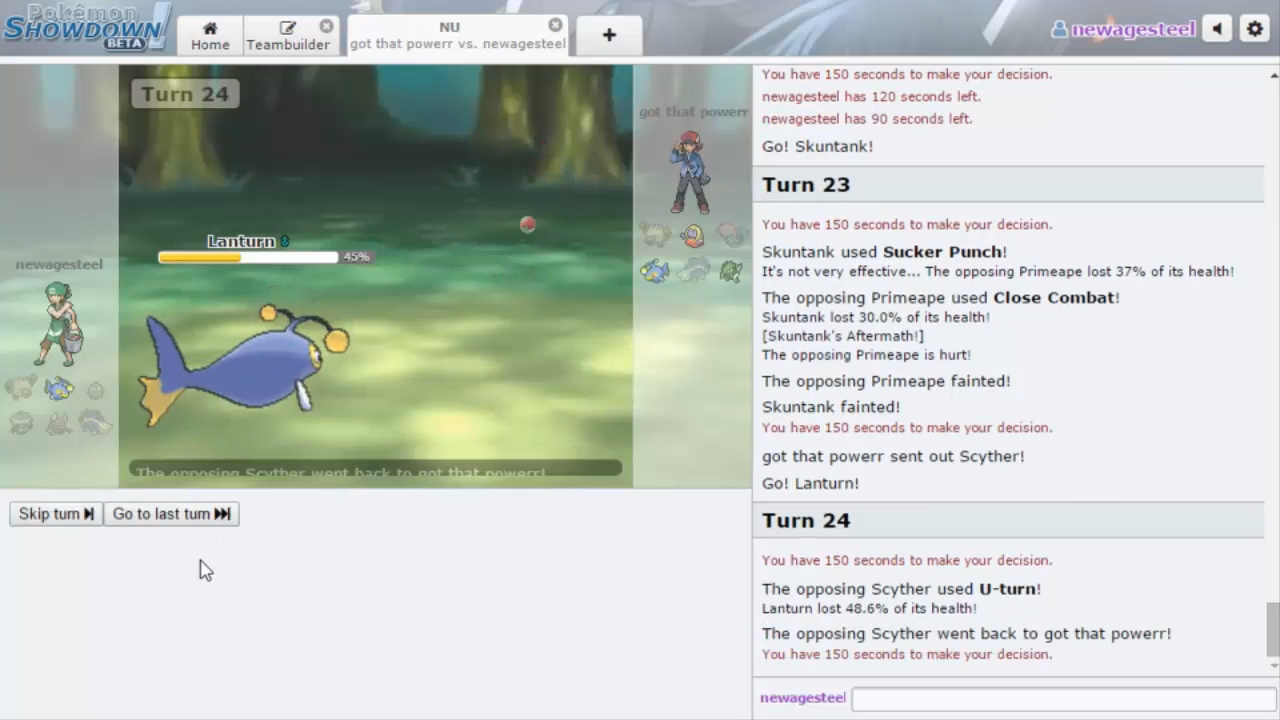 Pokémon
SHOWDOWN!
BETA
Home
Teambuilder
NU
got that powerr vs. newagesteel
+
newagesteel
Turn 24
newagesteel
Lanturn
45%
The opposing Scyther went back to got that powerr!
got that powerr
Skip turn
Go to last turn
You have 150 seconds to make your decision.
newagesteel has 120 seconds left.
newagesteel has 90 seconds left.
Go! Skuntank!
Turn 23
You have 150 seconds to make your decision.
Skuntank used Sucker Punch!
It's not very effective... The opposing Primeape lost 37% of its health!
The opposing Primeape used Close Combat!
Skuntank lost 30.0% of its health!
[Skuntank's Aftermath!]
The opposing Primeape is hurt!
The opposing Primeape fainted!
Skuntank fainted!
You have 150 seconds to make your decision.
got that powerr sent out Scyther!
Go! Lanturn!
Turn 24
You have 150 seconds to make your decision.
The opposing Scyther used U-turn!
Lanturn lost 48.6% of its health!
The opposing Scyther went back to got that powerr!
You have 150 seconds to make your decision.
newagesteel